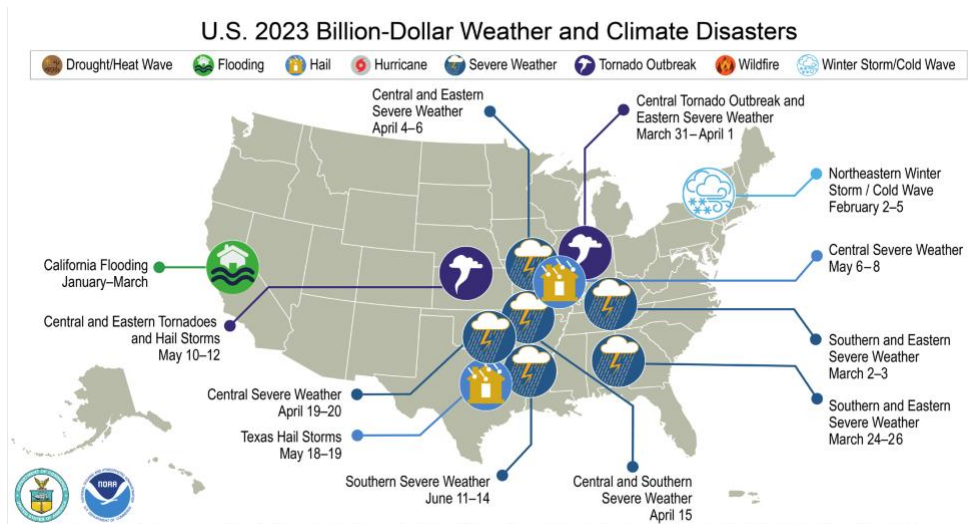 U.S. 2023 Billion-Dollar Weather and Climate Disasters
Drought/Heat Wave
Flooding
Hail
Hurricane
Severe Weather
Tornado Outbreak
Wildfire
Winter Storm/Cold Wave
Central and Eastern
Severe Weather
April 4–6
Central Tornado Outbreak and
Eastern Severe Weather
March 31–April 1
Northeastern Winter
Storm / Cold Wave
February 2–5
California Flooding
January–March
Central Severe Weather
May 6–8
Central and Eastern Tornadoes
and Hail Storms
May 10–12
Southern and Eastern
Severe Weather
March 2–3
Central Severe Weather
April 19–20
Southern and Eastern
Severe Weather
March 24–26
Texas Hail Storms
May 18–19
Southern Severe Weather
June 11–14
Central and Southern
Severe Weather
April 15
NOAA